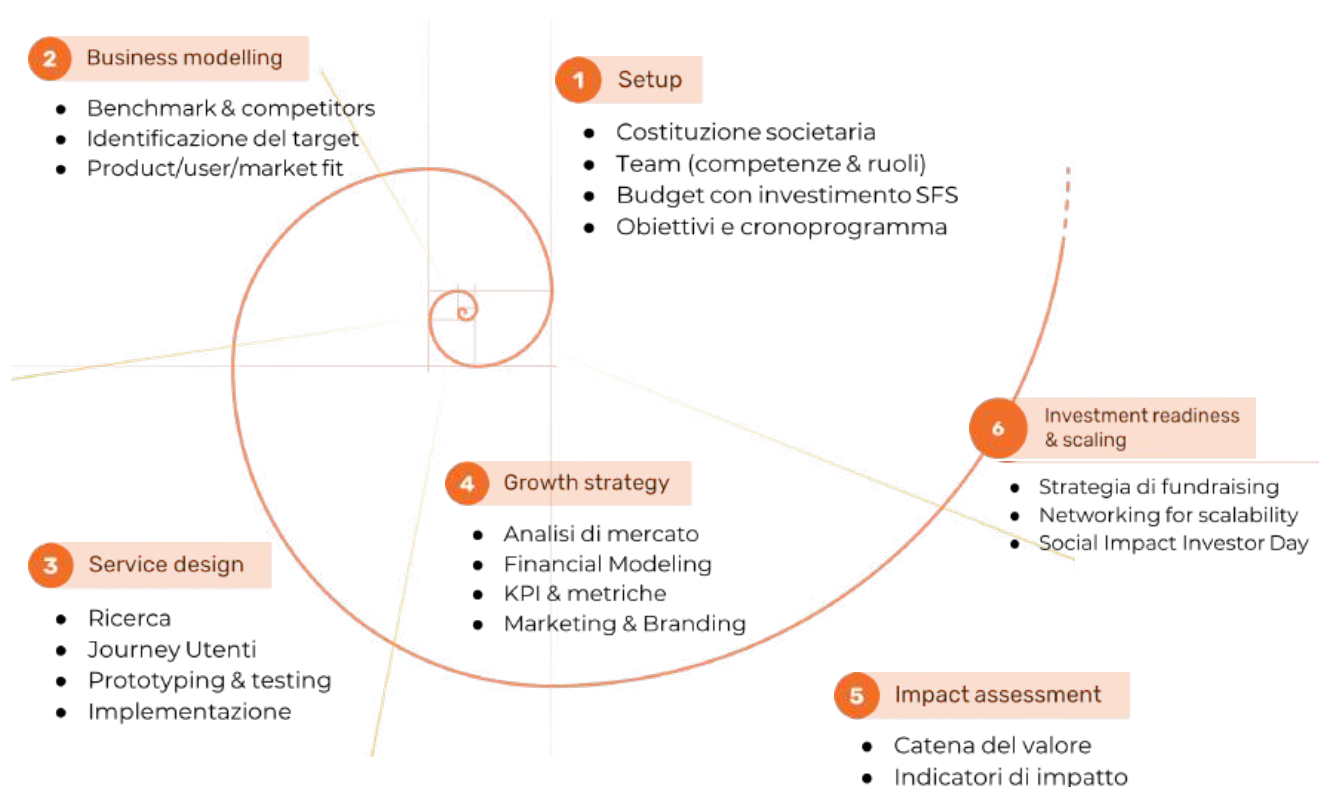 1 Setup
● Costituzione societaria
● Team (competenze & ruoli)
● Budget con investimento SFS
● Obiettivi e cronoprogramma
2 Business modelling
● Benchmark & competitors
● Identificazione del target
● Product/user/market fit
3 Service design
● Ricerca
● Journey Utenti
● Prototyping & testing
● Implementazione
4 Growth strategy
● Analisi di mercato
● Financial Modeling
● KPI & metriche
● Marketing & Branding
5 Impact assessment
● Catena del valore
● Indicatori di impatto
6 Investment readiness
& scaling
● Strategia di fundraising
● Networking for scalability
● Social Impact Investor Day